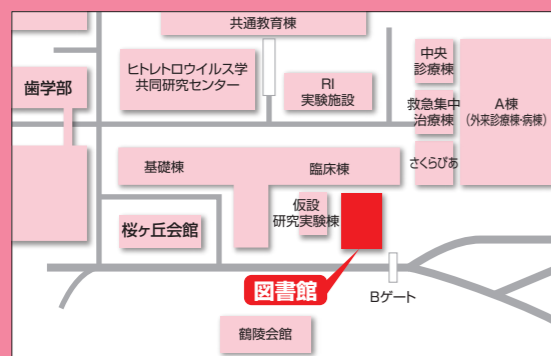 共通教育棟
ヒトレトロウイルス学
共同研究センター
RI
実験施設
中央
診療棟
歯学部
救急集中
治療棟
A棟
(外来診療棟・病棟)
さくらぴあ
基礎棟
臨床棟
仮設
研究実験棟
桜ヶ丘会館
図書館
Bゲート
鶴陵会館